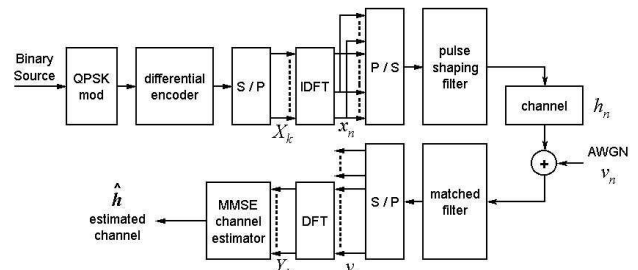 Binary
Source
QPSK
mod
differential
encoder
S / P
X_k
IDFT
x_n
P / S
pulse
shaping
filter
channel
h_n
+
AWGN
v_n
matched
filter
S / P
y
DFT
Y
MMSE
channel
estimator
ĥ
estimated
channel